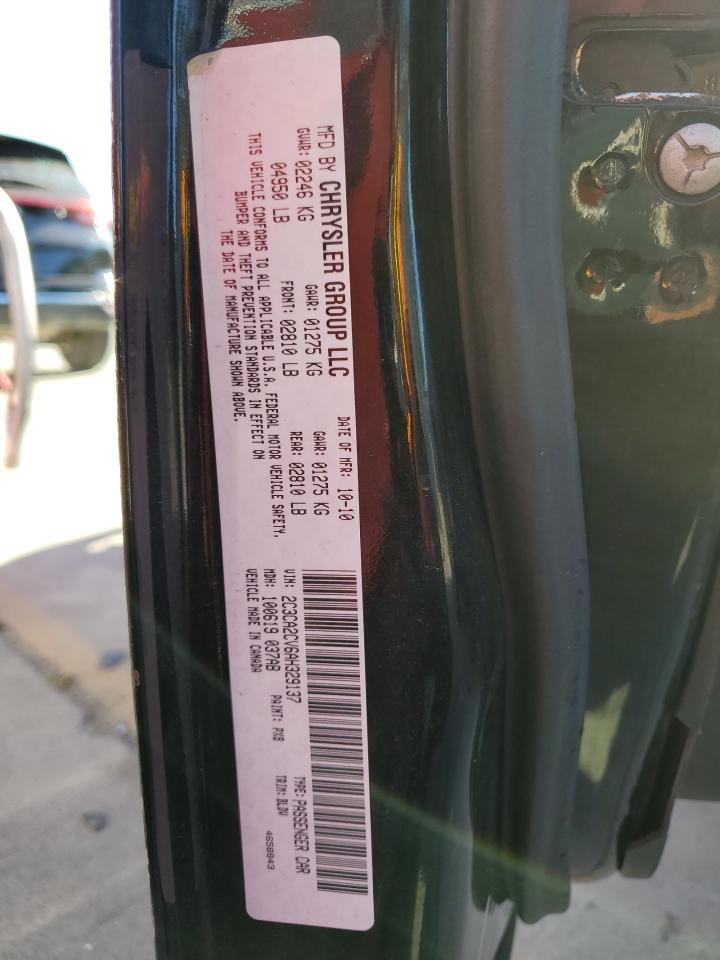 MFD BY CHRYSLER GROUP LLC
DATE OF MFR: 10-10
GVWR: 02246 KG
GAWR: 01275 KG
GAWR: 01275 KG
04950 LB
FRONT: 02810 LB
REAR: 02810 LB
THIS VEHICLE CONFORMS TO ALL APPLICABLE U.S.A. FEDERAL MOTOR VEHICLE SAFETY,
BUMPER AND THEFT PREVENTION STANDARDS IN EFFECT ON
THE DATE OF MANUFACTURE SHOWN ABOVE.
VIN: 2C3CA2CV6AH329137
TYPE: PASSENGER CAR
MDH: 100619 037AB
PAINT: PX8
TRIM: BLDV
VEHICLE MADE IN CANADA
4658843